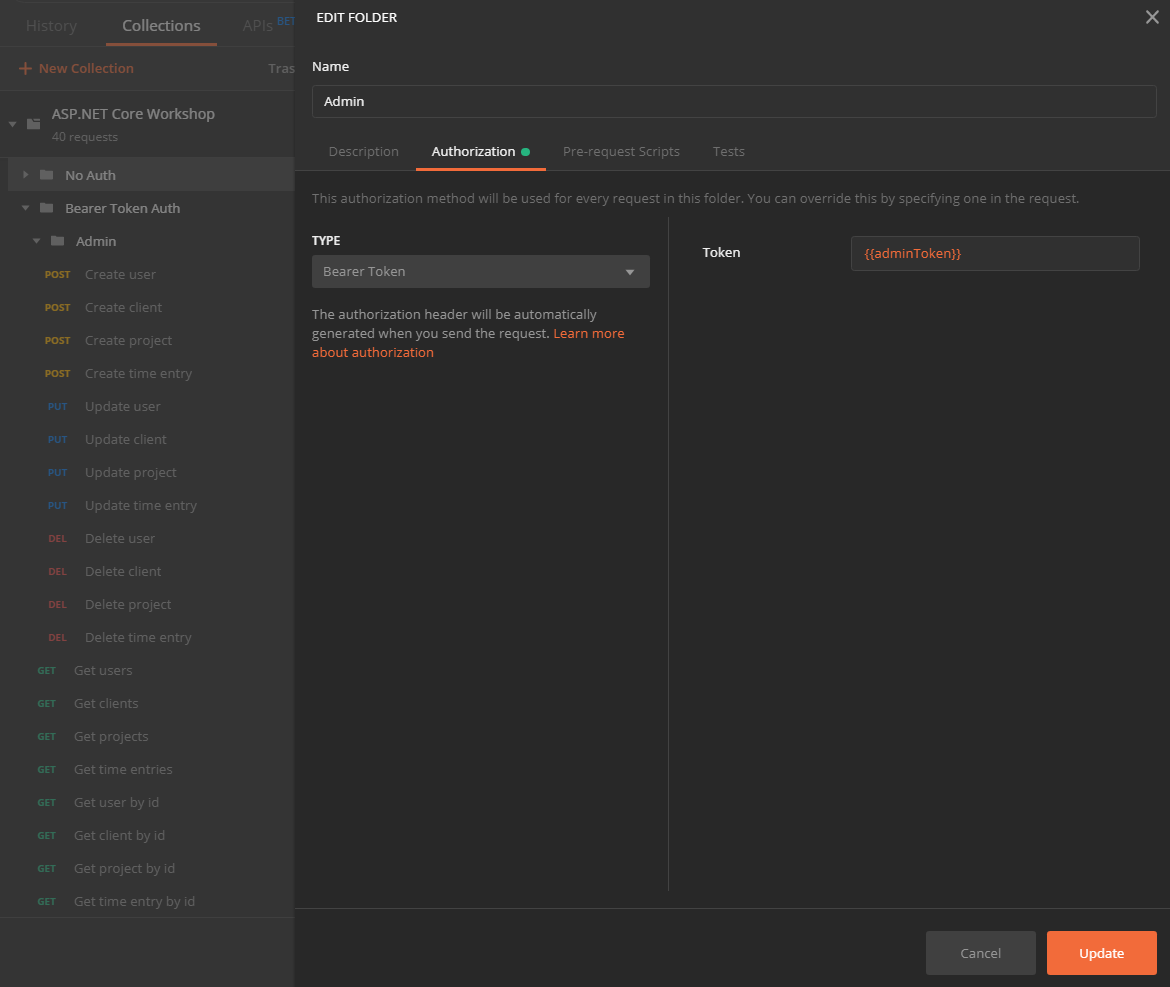 History
Collections
APIs BET
+ New Collection
Tras
ASP.NET Core Workshop
40 requests
No Auth
Bearer Token Auth
Admin
POST Create user
POST Create client
POST Create project
POST Create time entry
PUT Update user
PUT Update client
PUT Update project
PUT Update time entry
DEL Delete user
DEL Delete client
DEL Delete project
DEL Delete time entry
GET Get users
GET Get clients
GET Get projects
GET Get time entries
GET Get user by id
GET Get client by id
GET Get project by id
GET Get time entry by id
EDIT FOLDER
Name
Admin
Description
Authorization
Pre-request Scripts
Tests
This authorization method will be used for every request in this folder. You can override this by specifying one in the request.
TYPE
Bearer Token
The authorization header will be automatically
generated when you send the request. Learn more
about authorization
Token
{{adminToken}}
Cancel
Update